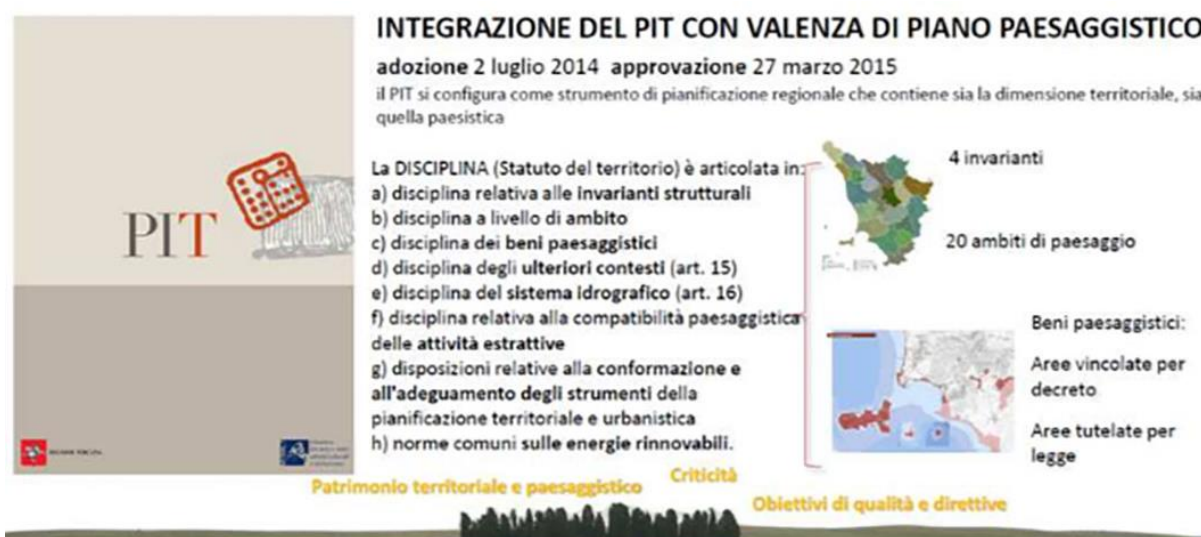 INTEGRAZIONE DEL PIT CON VALENZA DI PIANO PAESAGGISTICO
adozione 2 luglio 2014 approvazione 27 marzo 2015
il PIT si configura come strumento di pianificazione regionale che contiene sia la dimensione territoriale, sia
quella paesistica
PIT
REGIONE TOSCANA
La DISCIPLINA (Statuto del territorio) è articolata in:
a) disciplina relativa alle invarianti strutturali
b) disciplina a livello di ambito
c) disciplina dei beni paesaggistici
d) disciplina degli ulteriori contesti (art. 15)
e) disciplina del sistema idrografico (art. 16)
f) disciplina relativa alla compatibilità paesaggistica
delle attività estrattive
g) disposizioni relative alla conformazione e
all'adeguamento degli strumenti della
pianificazione territoriale e urbanistica
h) norme comuni sulle energie rinnovabili.
4 invarianti
20 ambiti di paesaggio
Beni paesaggistici:
Aree vincolate per
decreto
Aree tutelate per
legge
Patrimonio territoriale e paesaggistico
Criticità
Obiettivi di qualità e direttive